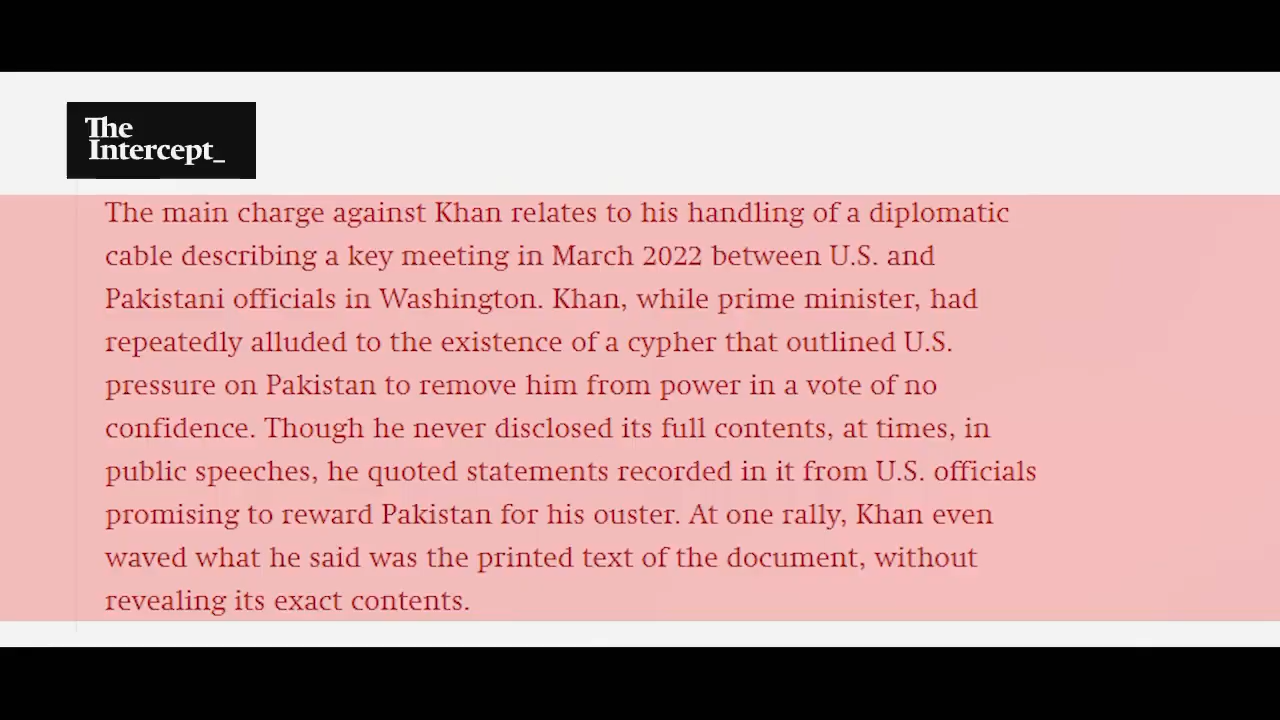 The
Intercept_
The main charge against Khan relates to his handling of a diplomatic
cable describing a key meeting in March 2022 between U.S. and
Pakistani officials in Washington. Khan, while prime minister, had
repeatedly alluded to the existence of a cypher that outlined U.S.
pressure on Pakistan to remove him from power in a vote of no
confidence. Though he never disclosed its full contents, at times, in
public speeches, he quoted statements recorded in it from U.S. officials
promising to reward Pakistan for his ouster. At one rally, Khan even
waved what he said was the printed text of the document, without
revealing its exact contents.